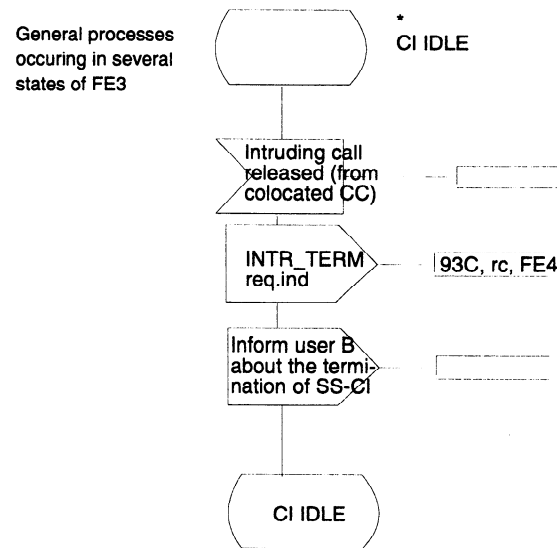 General processes
occuring in several
states of FE3
*
CI IDLE
Intruding call
released (from
colocated CC)
INTR_TERM
req.ind
93C, rc, FE4
Inform user B
about the termi-
nation of SS-CI
CI IDLE